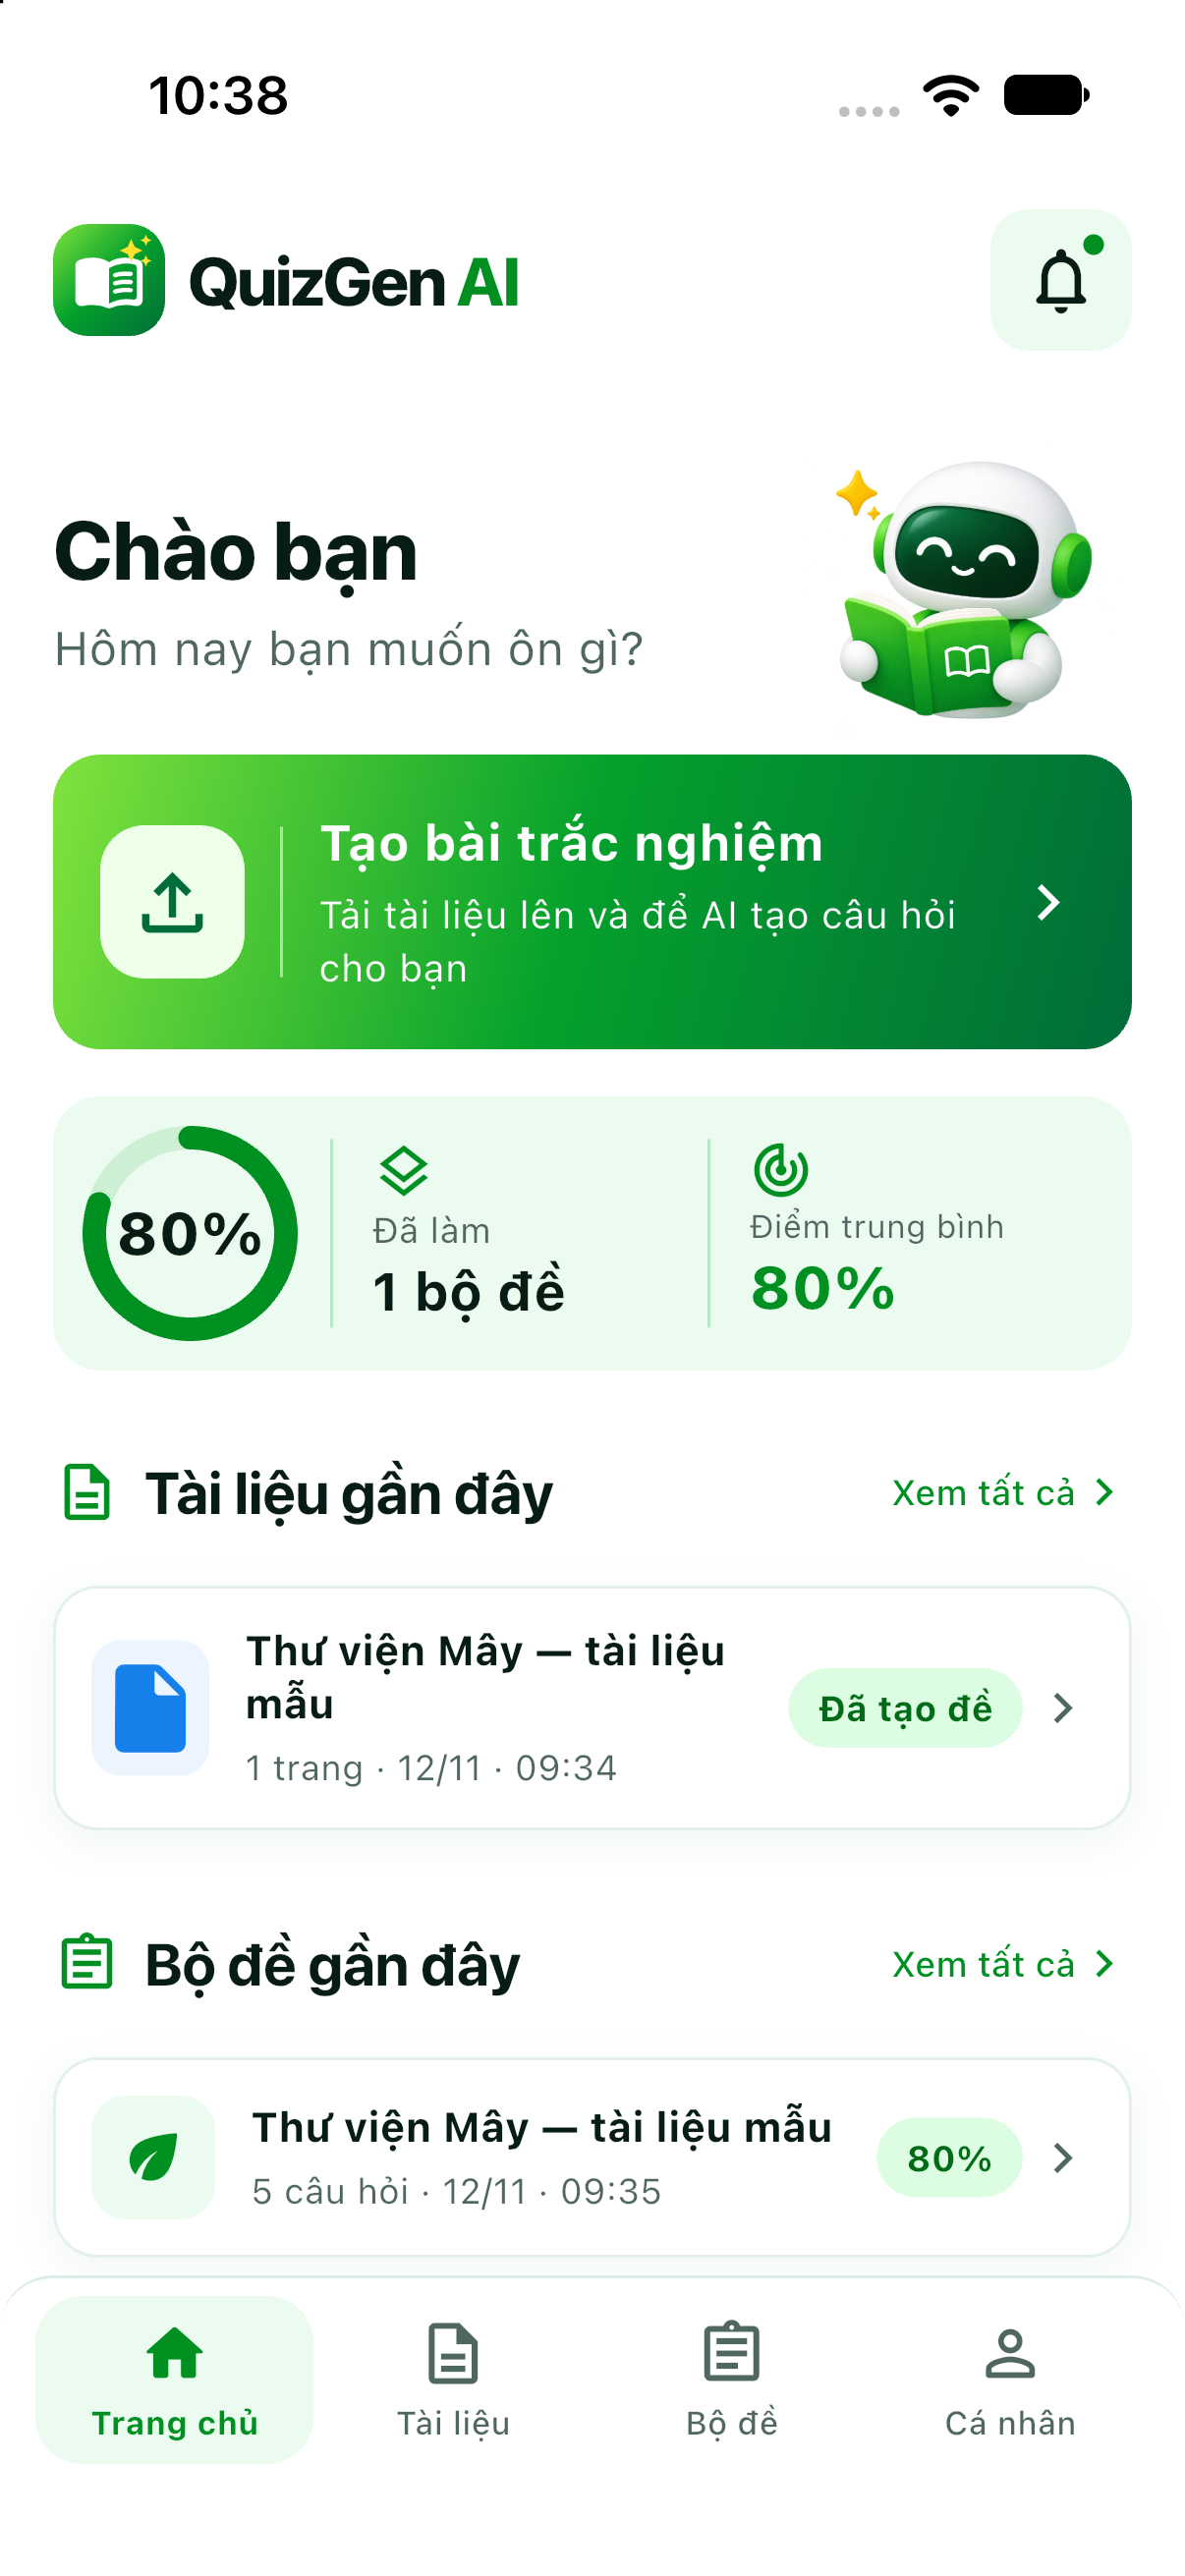 10:38
QuizGen AI
Chào bạn
Hôm nay bạn muốn ôn gì?
Tạo bài trắc nghiệm
Tải tài liệu lên và để AI tạo câu hỏi
cho bạn
80%
Đã làm
1 bộ đề
Điểm trung bình
80%
Tài liệu gần đây
Xem tất cả
Thư viện Mây — tài liệu
mẫu
1 trang · 12/11 · 09:34
Đã tạo đề
Bộ đề gần đây
Xem tất cả
Thư viện Mây — tài liệu mẫu
5 câu hỏi · 12/11 · 09:35
80%
Trang chủ
Tài liệu
Bộ đề
Cá nhân